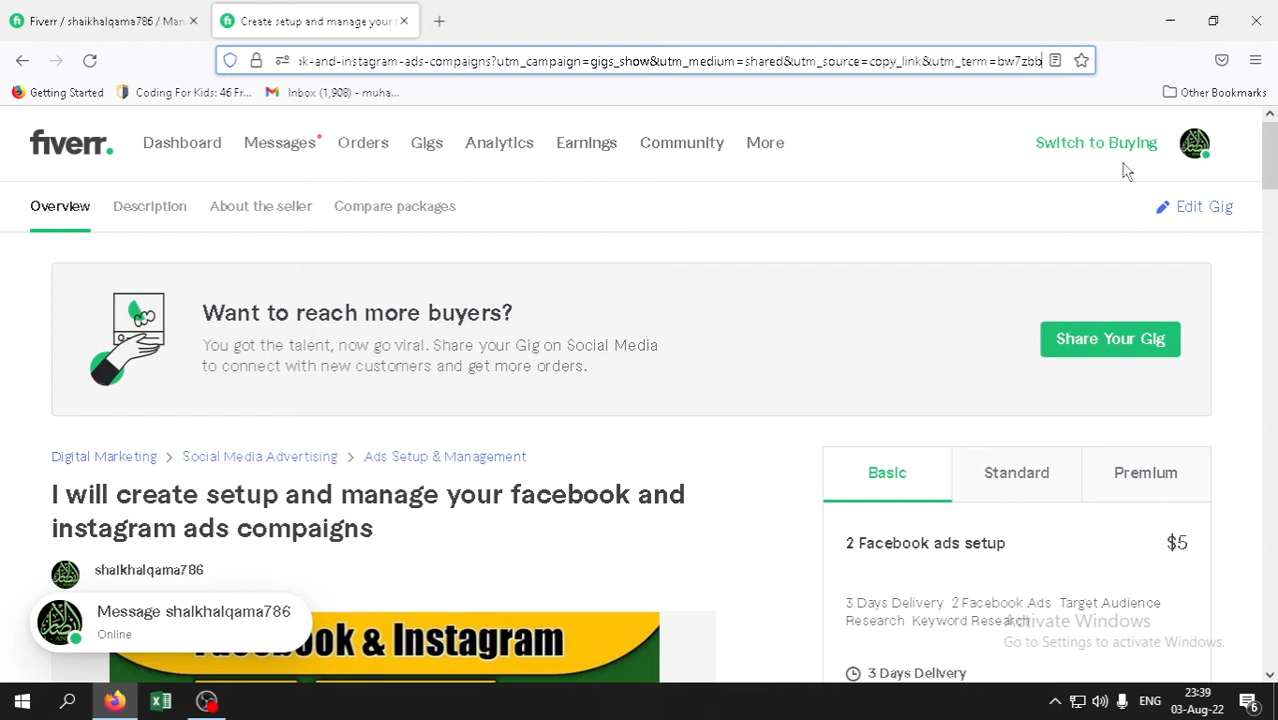 Fiverr / shaikhalqama786 / Man
Create setup and manage your f
k-and-instagram-ads-compaigns?utm_campaign=gigs_show&utm_medium=shared&utm_source=copy_link&utm_term=bw7zbb
Getting Started
Coding For Kids: 46 Fr...
Inbox (1,908) - muha...
Other Bookmarks
fiverr.
Dashboard
Messages
Orders
Gigs
Analytics
Earnings
Community
More
Switch to Buying
Overview
Description
About the seller
Compare packages
Edit Gig
Want to reach more buyers?
You got the talent, now go viral. Share your Gig on Social Media
to connect with new customers and get more orders.
Share Your Gig
Digital Marketing > Social Media Advertising > Ads Setup & Management
I will create setup and manage your facebook and
instagram ads compaigns
shaikhalqama786
Message shaikhalqama786
Online
& Instagram
Basic
Standard
Premium
2 Facebook ads setup
$5
3 Days Delivery 2 Facebook Ads Target Audience
Research Keyword Research
3 Days Delivery
Activate Windows
Go to Settings to activate Windows.
ENG
23:39
03-Aug-22
6